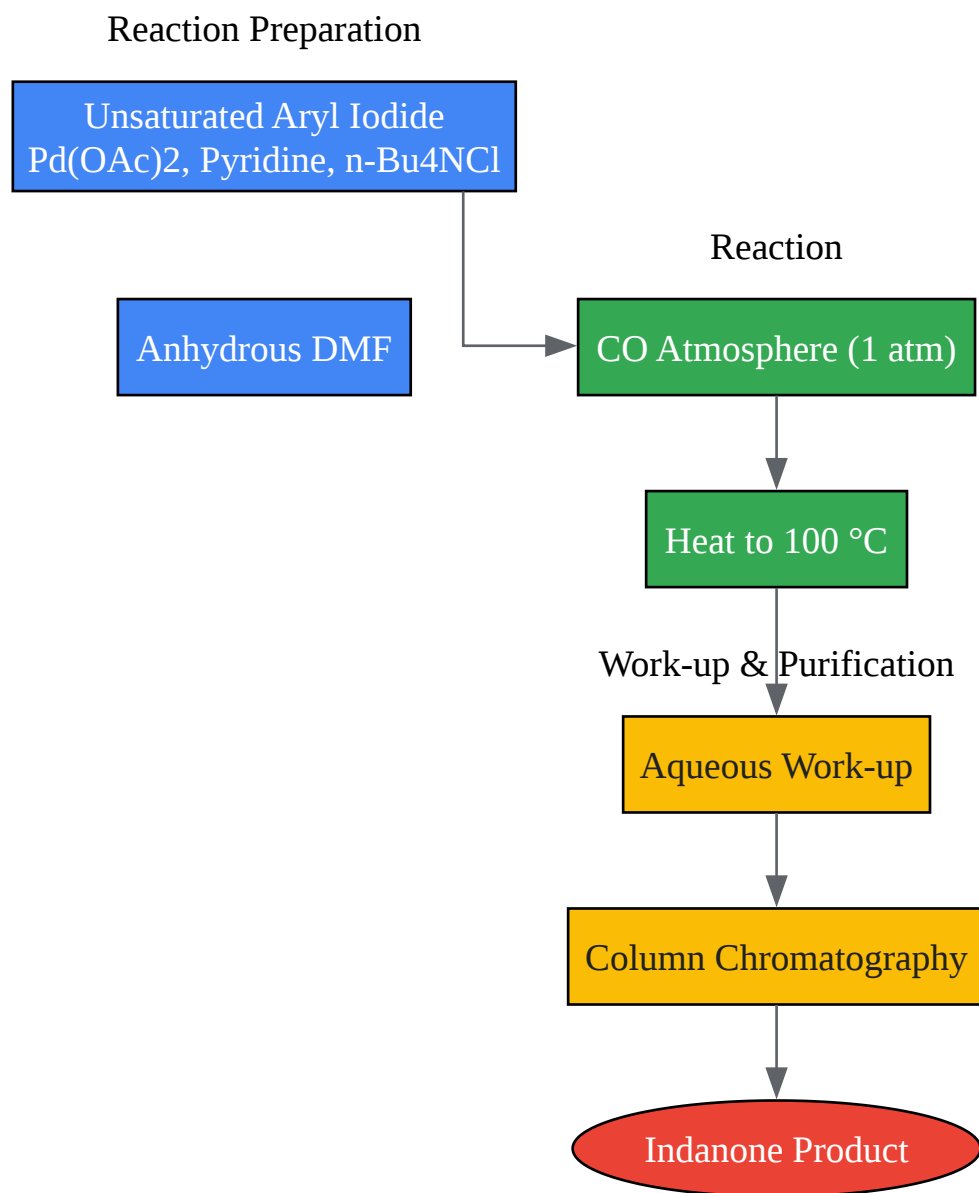 Reaction Preparation
Unsaturated Aryl Iodide
Pd(OAc)2, Pyridine, n-Bu4NCl
Reaction
Anhydrous DMF
CO Atmosphere (1 atm)
Heat to 100 °C
Work-up & Purification
Aqueous Work-up
Column Chromatography
Indanone Product